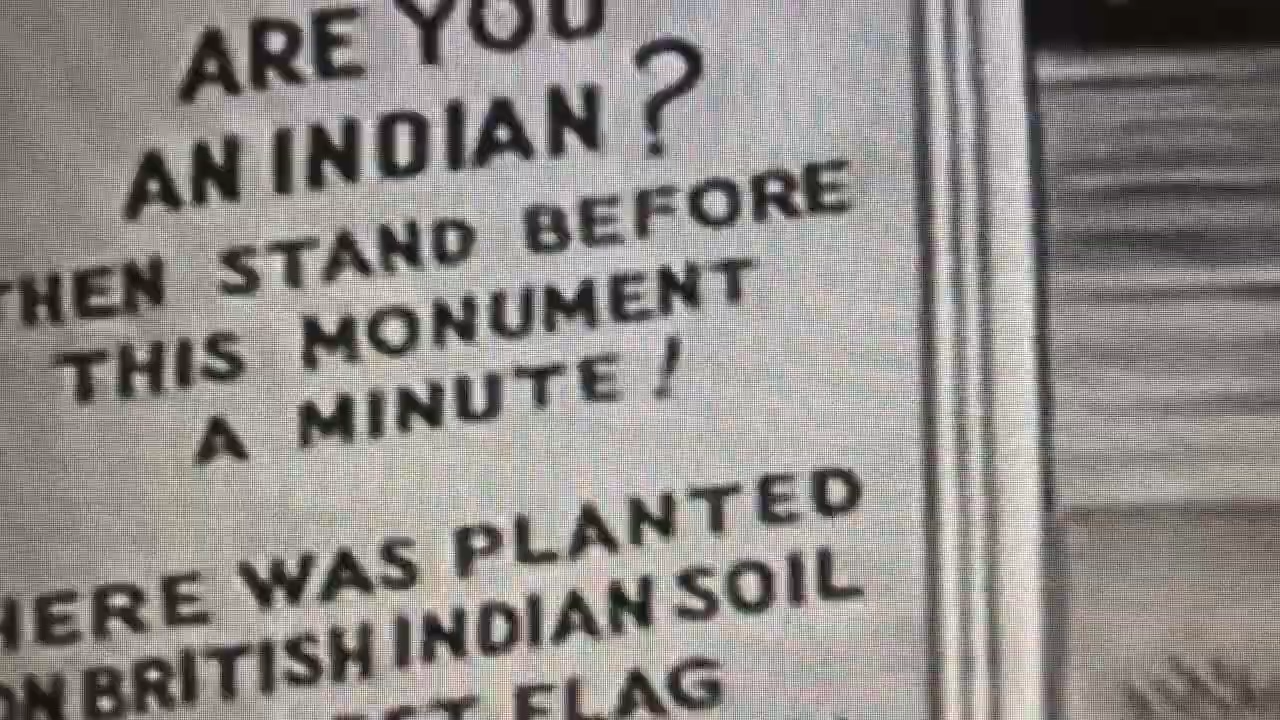 ARE YOU
AN INDIAN?
THEN STAND BEFORE
THIS MONUMENT
A MINUTE!
HERE WAS PLANTED
ON BRITISH INDIAN SOIL
FLAG